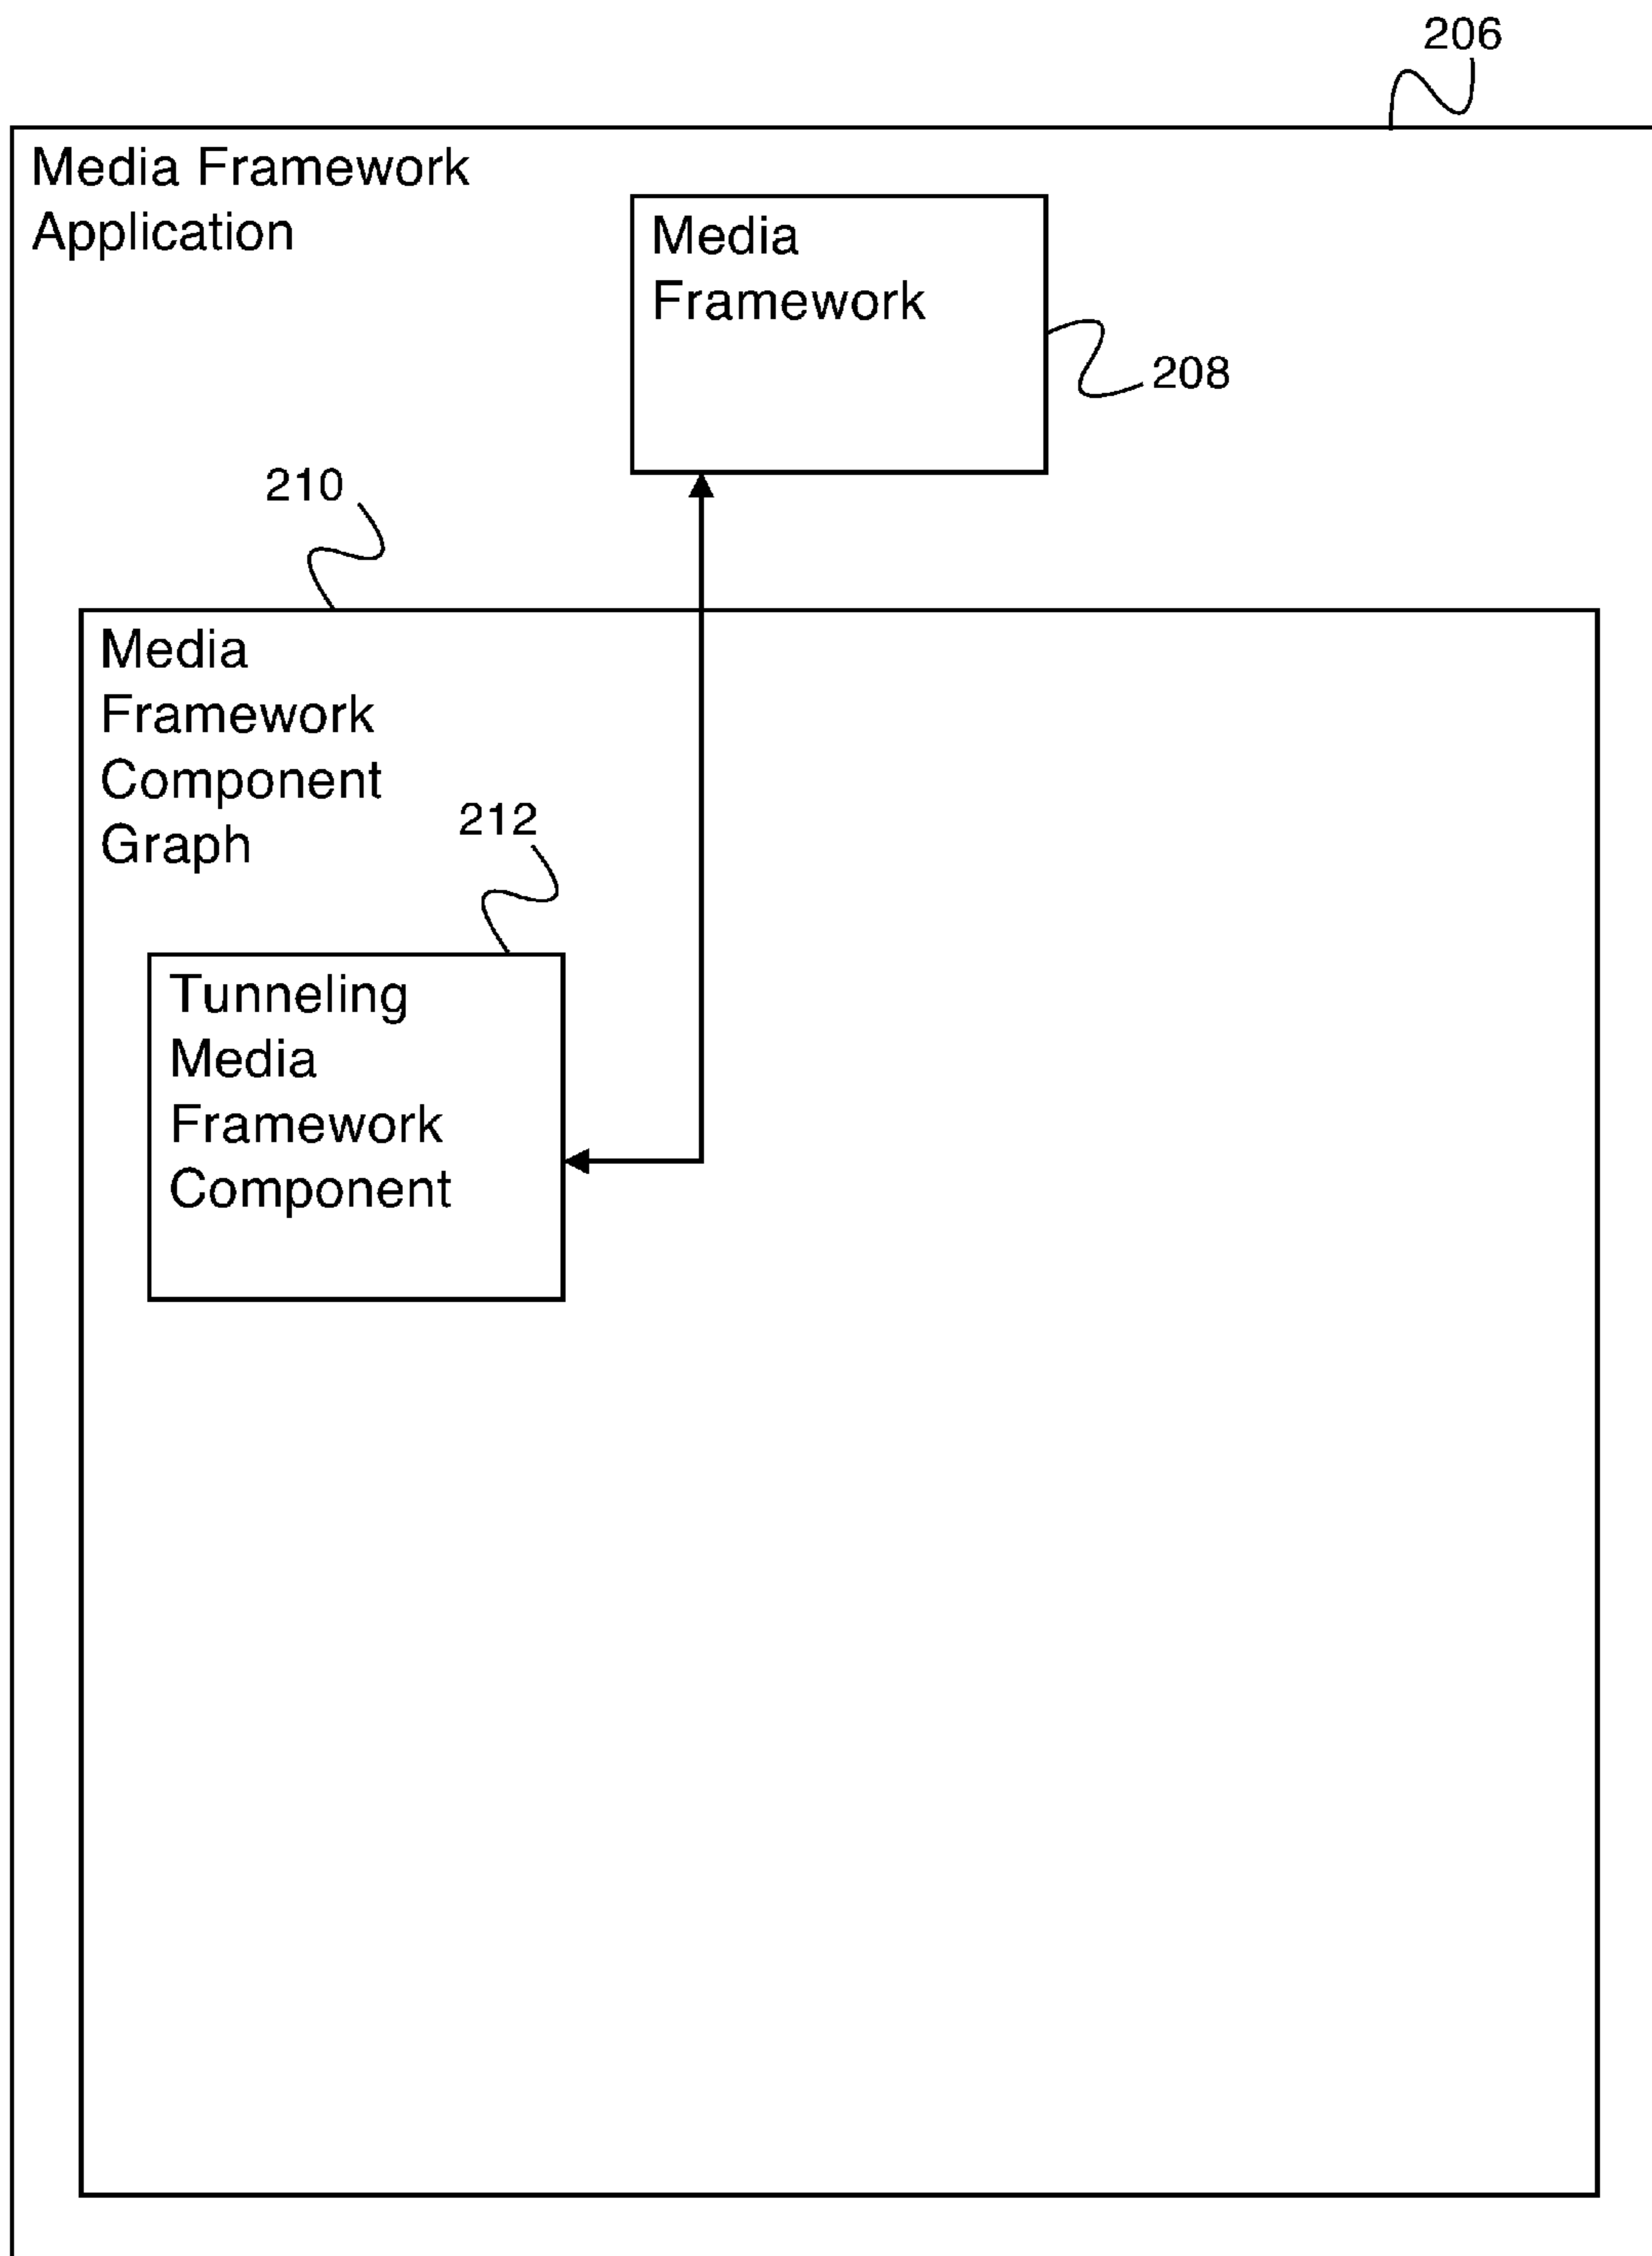 206
Media Framework
Application
Media
Framework
208
210
Media
Framework
Component
Graph
212
Tunneling
Media
Framework
Component